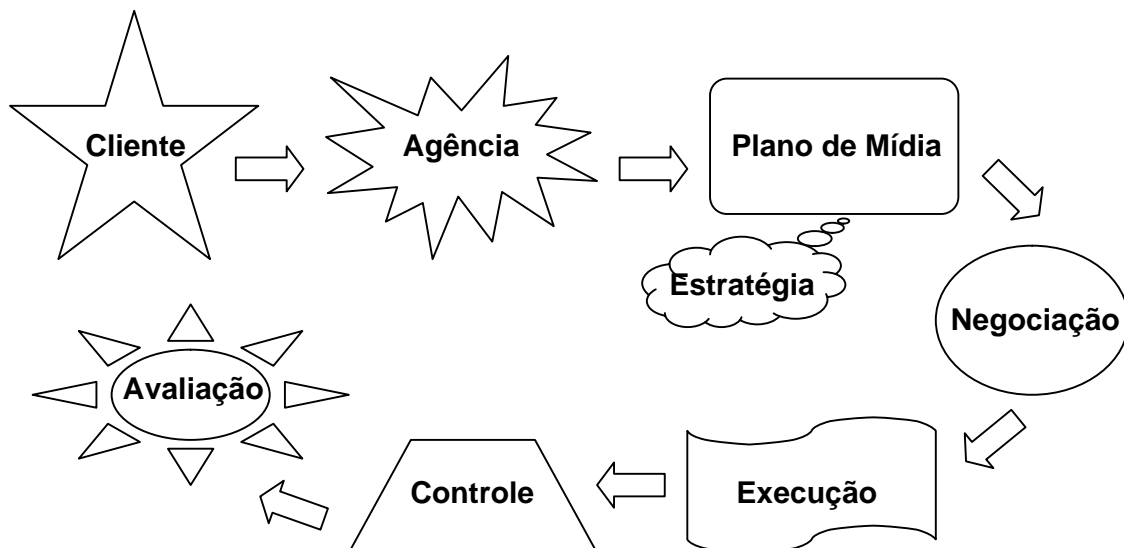 Cliente
Agência
Plano de Mídia
Estratégia
Negociação
Execução
Controle
Avaliação